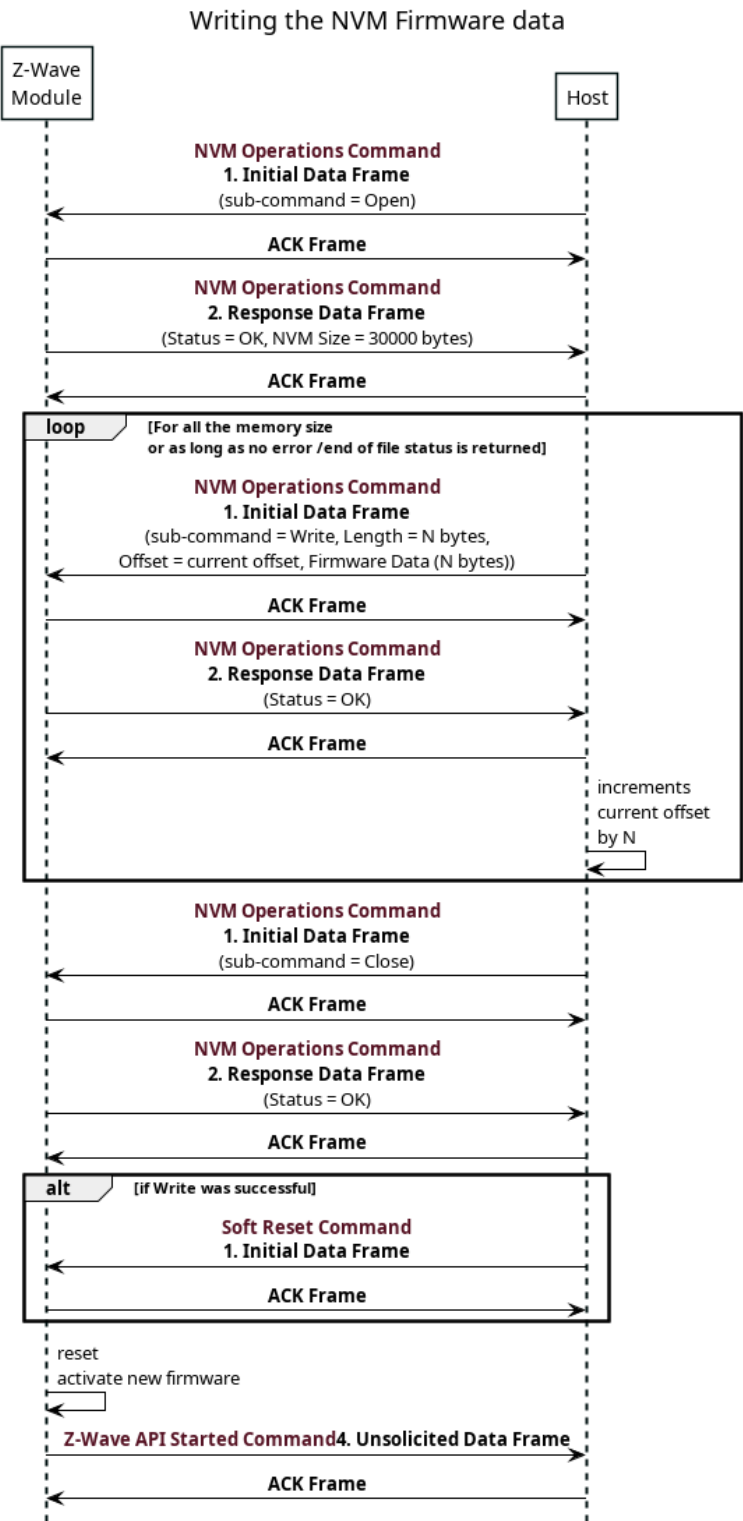 Writing the NVM Firmware data
Z-Wave
Module
Host
NVM Operations Command
1. Initial Data Frame
(sub-command = Open)
ACK Frame
NVM Operations Command
2. Response Data Frame
(Status = OK, NVM Size = 30000 bytes)
ACK Frame
loop
[For all the memory size
or as long as no error /end of file status is returned]
NVM Operations Command
1. Initial Data Frame
(sub-command = Write, Length = N bytes,
Offset = current offset, Firmware Data (N bytes))
ACK Frame
NVM Operations Command
2. Response Data Frame
(Status = OK)
ACK Frame
increments
current offset
by N
NVM Operations Command
1. Initial Data Frame
(sub-command = Close)
ACK Frame
NVM Operations Command
2. Response Data Frame
(Status = OK)
ACK Frame
alt
[if Write was successful]
Soft Reset Command
1. Initial Data Frame
ACK Frame
reset
activate new firmware
Z-Wave API Started Command4. Unsolicited Data Frame
ACK Frame